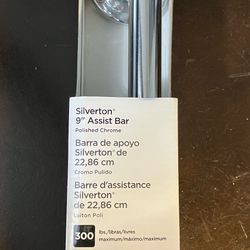 Silverton®
9" Assist Bar
Polished Chrome
Barra de apoyo
Silverton® de
22,86 cm
Cromo Pulido
Barre d'assistance
Silverton®
de 22,86 cm
Laiton Poli
300
lbs./libras/livres
maximum/máximo/maximum